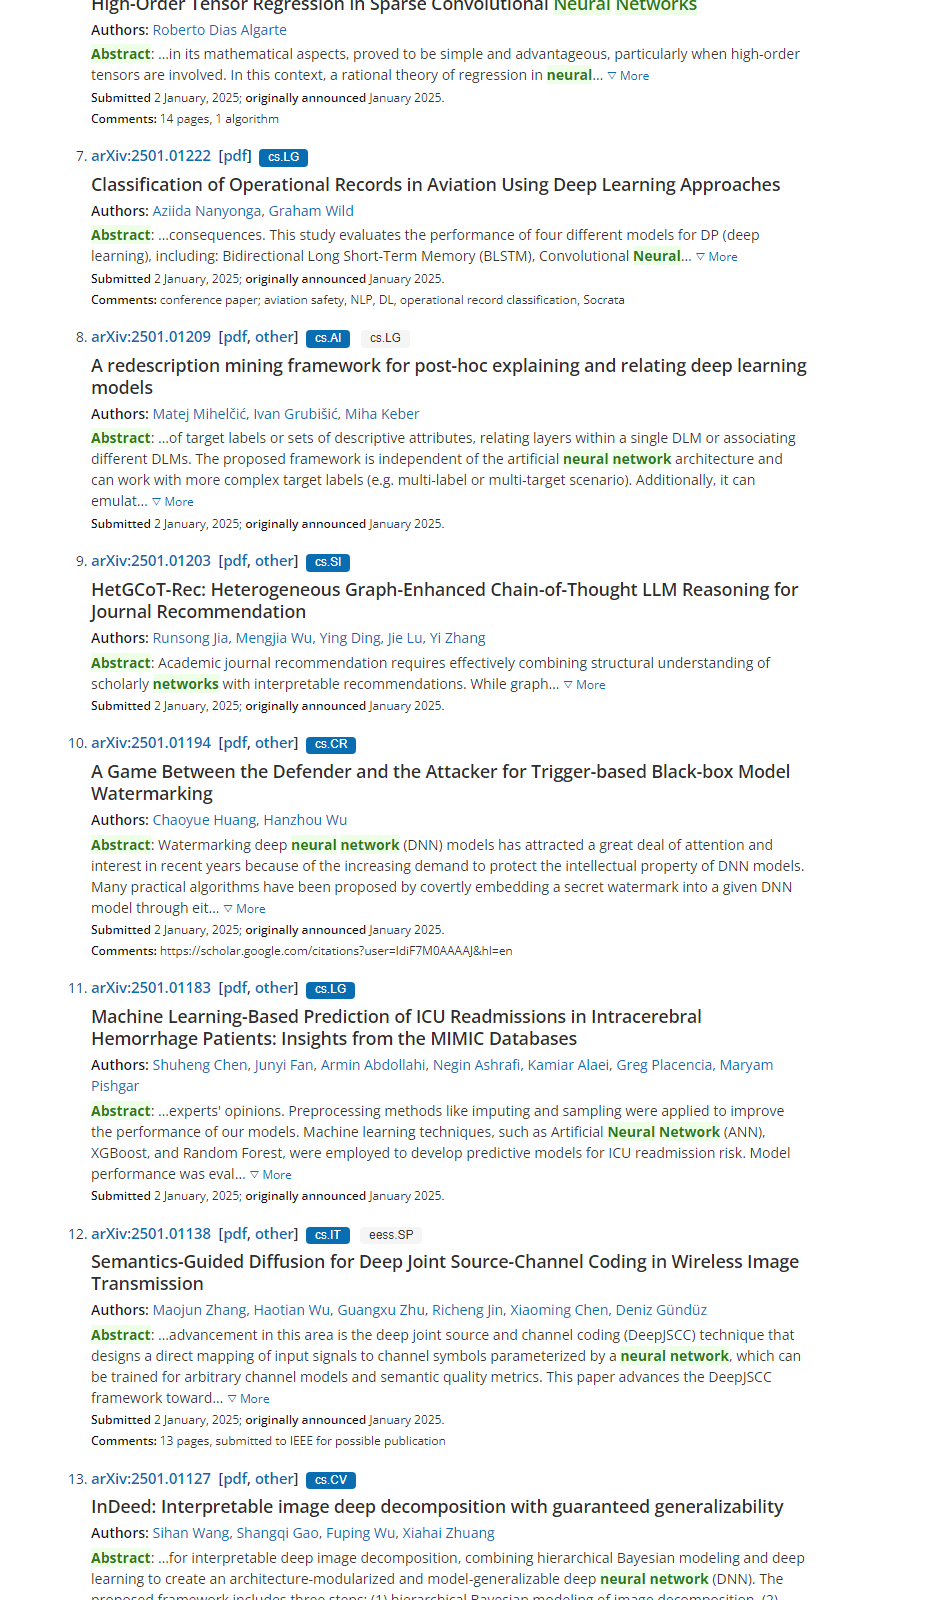 High-Order Tensor Regression in Sparse Convolutional Neural Networks
Authors: Roberto Dias Algarte
Abstract: ...in its mathematical aspects, proved to be simple and advantageous, particularly when high-order
tensors are involved. In this context, a rational theory of regression in neural... ▽ More
Submitted 2 January, 2025; originally announced January 2025.
Comments: 14 pages, 1 algorithm
7. arXiv:2501.01222 [pdf] cs.LG
Classification of Operational Records in Aviation Using Deep Learning Approaches
Authors: Aziida Nanyonga, Graham Wild
Abstract: ...consequences. This study evaluates the performance of four different models for DP (deep
learning), including: Bidirectional Long Short-Term Memory (BLSTM), Convolutional Neural... ▽ More
Submitted 2 January, 2025; originally announced January 2025.
Comments: conference paper; aviation safety, NLP, DL, operational record classification, Socrata
8. arXiv:2501.01209 [pdf, other] cs.AI cs.LG
A redescription mining framework for post-hoc explaining and relating deep learning
models
Authors: Matej Mihelčić, Ivan Grubišić, Miha Keber
Abstract: ...of target labels or sets of descriptive attributes, relating layers within a single DLM or associating
different DLMs. The proposed framework is independent of the artificial neural network architecture and
can work with more complex target labels (e.g. multi-label or multi-target scenario). Additionally, it can
emulat... ▽ More
Submitted 2 January, 2025; originally announced January 2025.
9. arXiv:2501.01203 [pdf, other] cs.SI
HetGCoT-Rec: Heterogeneous Graph-Enhanced Chain-of-Thought LLM Reasoning for
Journal Recommendation
Authors: Runsong Jia, Mengjia Wu, Ying Ding, Jie Lu, Yi Zhang
Abstract: Academic journal recommendation requires effectively combining structural understanding of
scholarly networks with interpretable recommendations. While graph... ▽ More
Submitted 2 January, 2025; originally announced January 2025.
10. arXiv:2501.01194 [pdf, other] cs.CR
A Game Between the Defender and the Attacker for Trigger-based Black-box Model
Watermarking
Authors: Chaoyue Huang, Hanzhou Wu
Abstract: Watermarking deep neural network (DNN) models has attracted a great deal of attention and
interest in recent years because of the increasing demand to protect the intellectual property of DNN models.
Many practical algorithms have been proposed by covertly embedding a secret watermark into a given DNN
model through eit... ▽ More
Submitted 2 January, 2025; originally announced January 2025.
Comments: https://scholar.google.com/citations?user=IdiF7M0AAAAJ&hl=en
11. arXiv:2501.01183 [pdf, other] cs.LG
Machine Learning-Based Prediction of ICU Readmissions in Intracerebral
Hemorrhage Patients: Insights from the MIMIC Databases
Authors: Shuheng Chen, Junyi Fan, Armin Abdollahi, Negin Ashrafi, Kamiar Alaei, Greg Placencia, Maryam
Pishgar
Abstract: ...experts' opinions. Preprocessing methods like imputing and sampling were applied to improve
the performance of our models. Machine learning techniques, such as Artificial Neural Network (ANN),
XGBoost, and Random Forest, were employed to develop predictive models for ICU readmission risk. Model
performance was eval... ▽ More
Submitted 2 January, 2025; originally announced January 2025.
12. arXiv:2501.01138 [pdf, other] cs.IT eess.SP
Semantics-Guided Diffusion for Deep Joint Source-Channel Coding in Wireless Image
Transmission
Authors: Maojun Zhang, Haotian Wu, Guangxu Zhu, Richeng Jin, Xiaoming Chen, Deniz Gündüz
Abstract: ...advancement in this area is the deep joint source and channel coding (DeepJSCC) technique that
designs a direct mapping of input signals to channel symbols parameterized by a neural network, which can
be trained for arbitrary channel models and semantic quality metrics. This paper advances the DeepJSCC
framework toward... ▽ More
Submitted 2 January, 2025; originally announced January 2025.
Comments: 13 pages, submitted to IEEE for possible publication
13. arXiv:2501.01127 [pdf, other] cs.CV
InDeed: Interpretable image deep decomposition with guaranteed generalizability
Authors: Sihan Wang, Shangqi Gao, Fuping Wu, Xiahai Zhuang
Abstract: ...for interpretable deep image decomposition, combining hierarchical Bayesian modeling and deep
learning to create an architecture-modularized and model-generalizable deep neural network (DNN). The
proposed framework includes three steps: (1) hierarchical Bayesian modeling of image decomposition, (2)